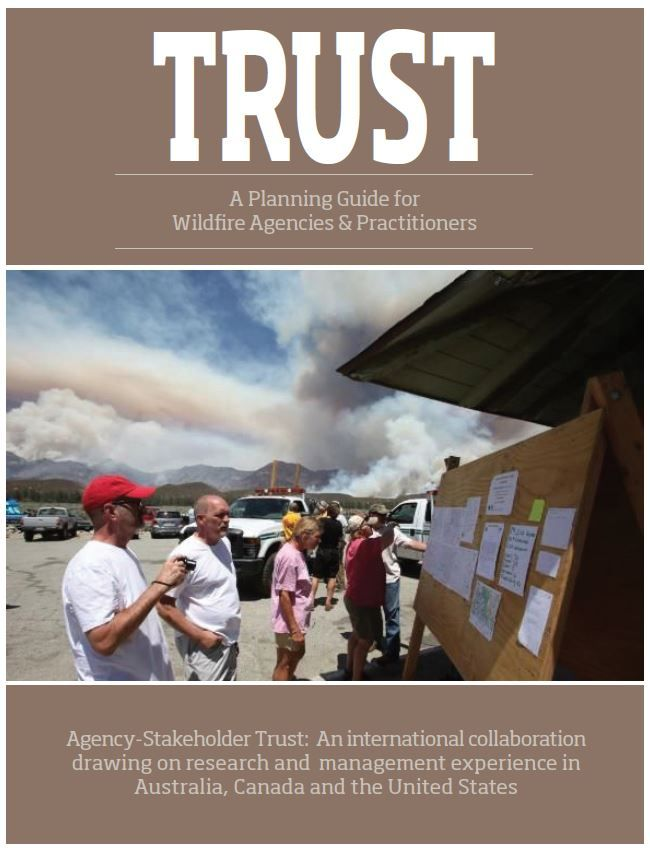 TRUST
A Planning Guide for
Wildfire Agencies & Practitioners
Agency-Stakeholder Trust: An international collaboration
drawing on research and management experience in
Australia, Canada and the United States